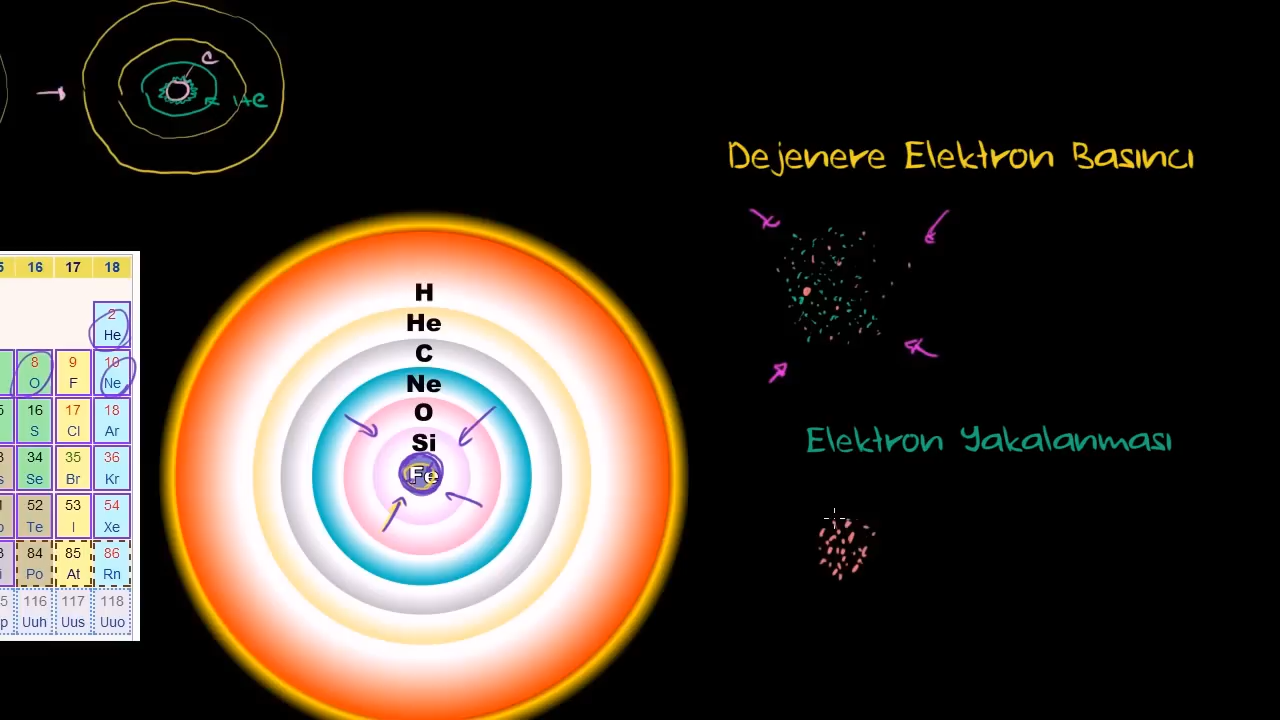 C
He
Dejenere Elektron Basıncı
16 17 18
2
He
8 9 10
O F Ne
16 17 18
S Cl Ar
34 35 36
Se Br Kr
52 53 54
Te I Xe
84 85 86
Po At Rn
116 117 118
Uuh Uus Uuo
H
He
C
Ne
O
Si
Fe
Elektron Yakalanması